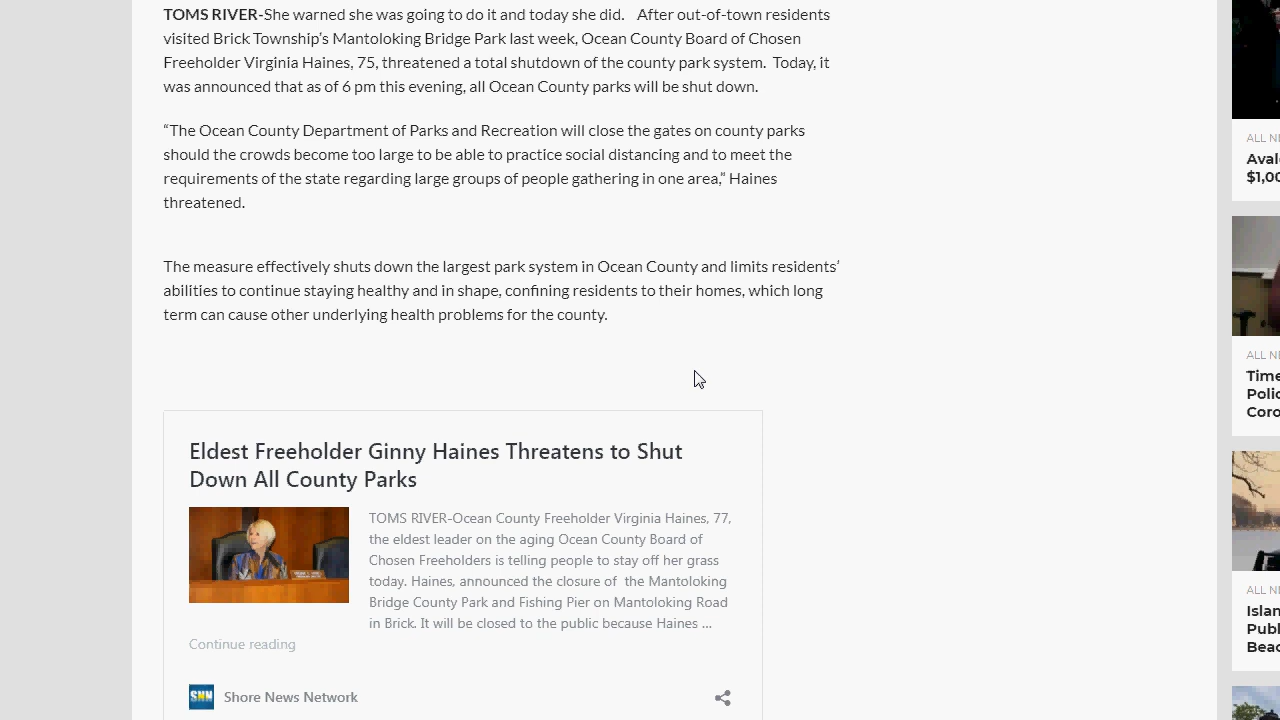 TOMS RIVER-She warned she was going to do it and today she did. After out-of-town residents
visited Brick Township's Mantoloking Bridge Park last week, Ocean County Board of Chosen
Freeholder Virginia Haines, 75, threatened a total shutdown of the county park system. Today, it
was announced that as of 6 pm this evening, all Ocean County parks will be shut down.
“The Ocean County Department of Parks and Recreation will close the gates on county parks
should the crowds become too large to be able to practice social distancing and to meet the
requirements of the state regarding large groups of people gathering in one area,” Haines
threatened.
The measure effectively shuts down the largest park system in Ocean County and limits residents'
abilities to continue staying healthy and in shape, confining residents to their homes, which long
term can cause other underlying health problems for the county.
Eldest Freeholder Ginny Haines Threatens to Shut
Down All County Parks
TOMS RIVER-Ocean County Freeholder Virginia Haines, 77,
the eldest leader on the aging Ocean County Board of
Chosen Freeholders is telling people to stay off her grass
today. Haines, announced the closure of the Mantoloking
Bridge County Park and Fishing Pier on Mantoloking Road
in Brick. It will be closed to the public because Haines ...
Continue reading
SNN Shore News Network
ALL NE
Aval
$1,00
ALL NE
Time
Polic
Coro
ALL NE
Islan
Publ
Beac